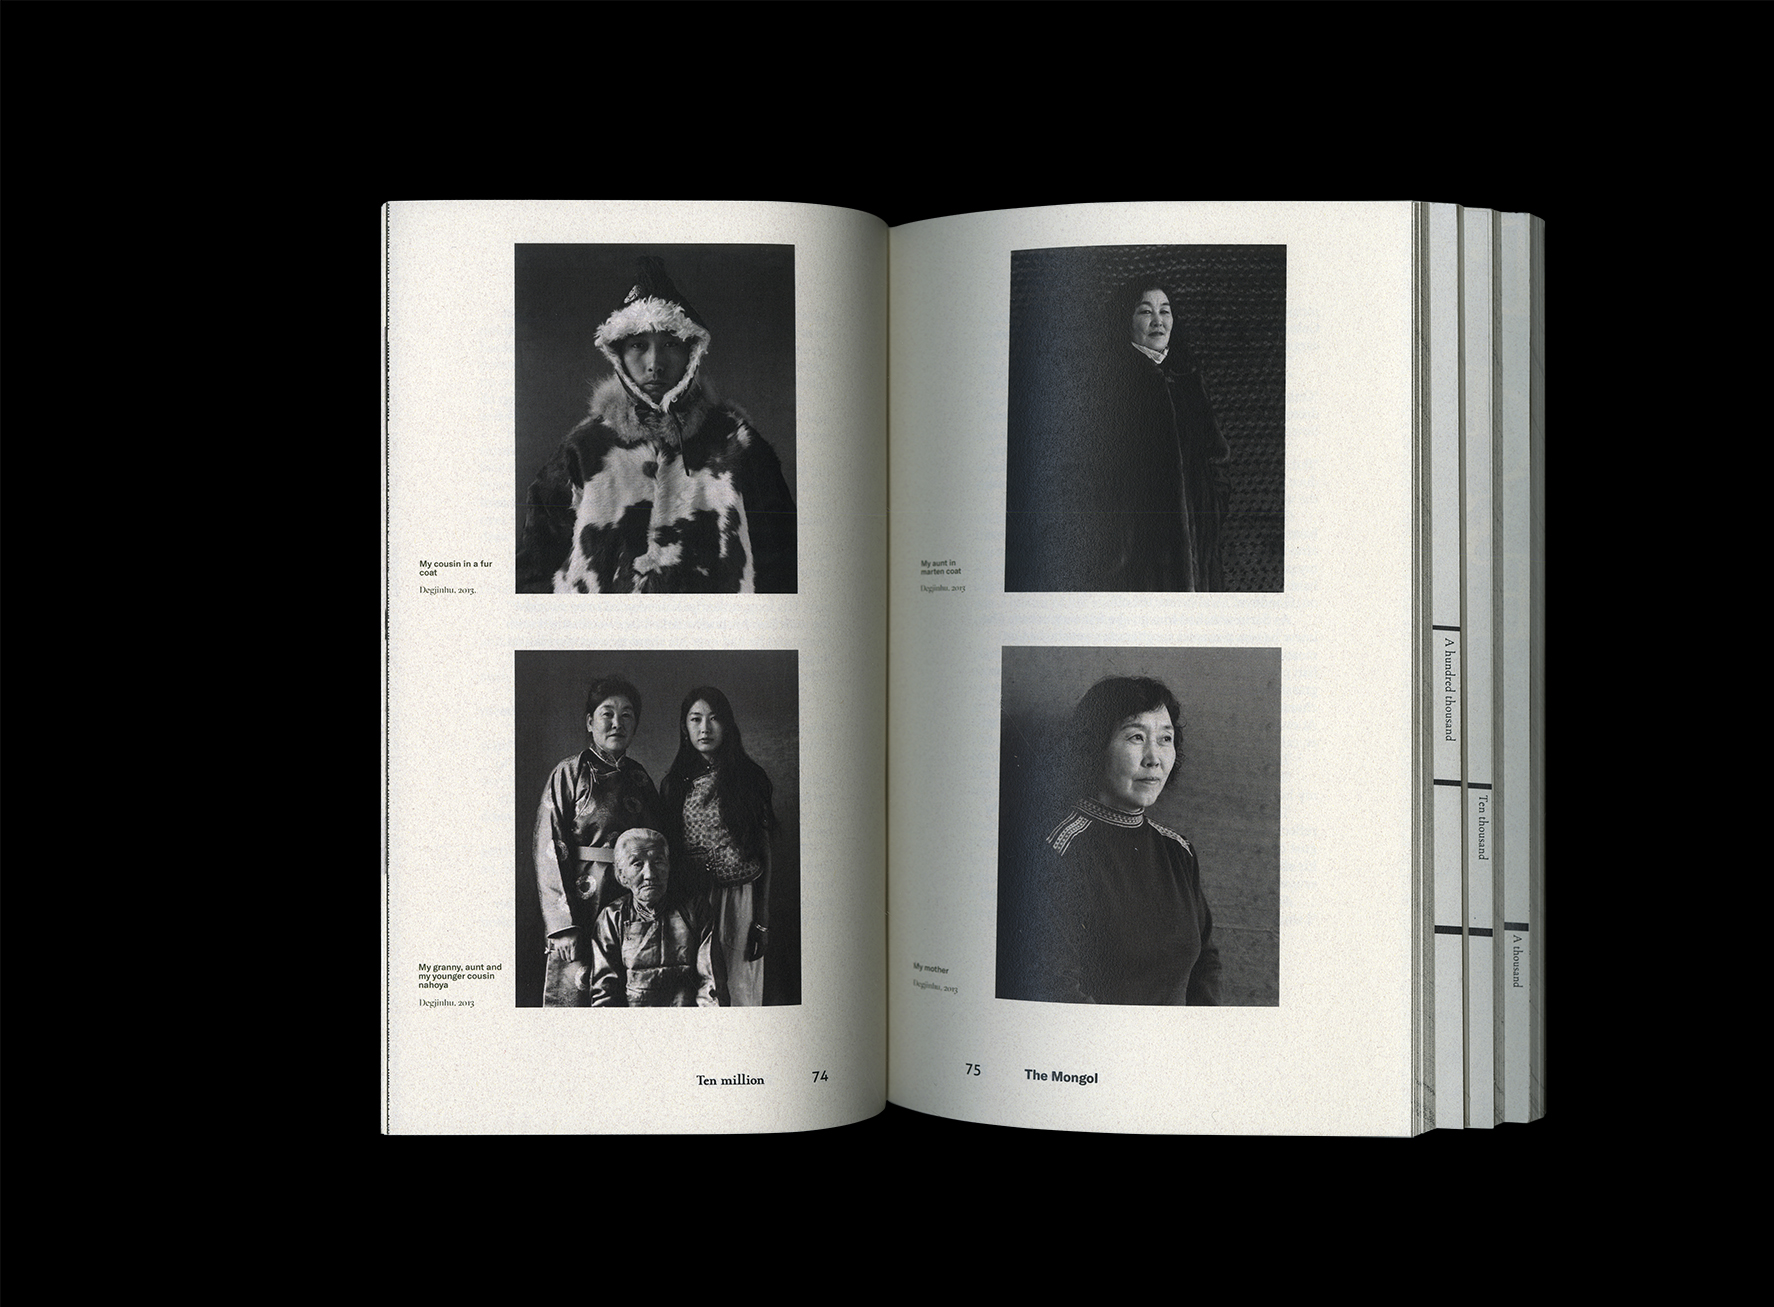 My cousin in a fur
coat
Degjinhu, 2013.
My granny, aunt and
my younger cousin
nahoya
Degjinhu, 2013
Ten million
74
My aunt in
marten coat
Degjinhu, 2013
My mother
Degjinhu, 2013
75
The Mongol
A hundred thousand
Ten thousand
A thousand